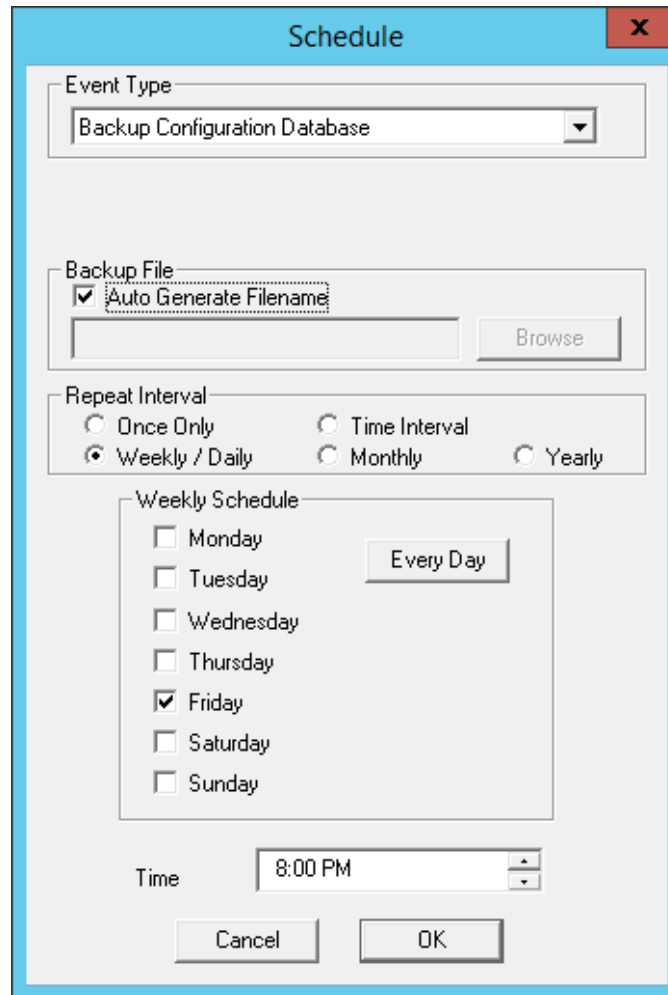 Schedule
x
Event Type
Backup Configuration Database
Backup File
Auto Generate Filename
Browse
Repeat Interval
Once Only Time Interval
Weekly / Daily Monthly Yearly
Weekly Schedule
Monday
Every Day
Tuesday
Wednesday
Thursday
Friday
Saturday
Sunday
Time 8:00 PM
Cancel OK